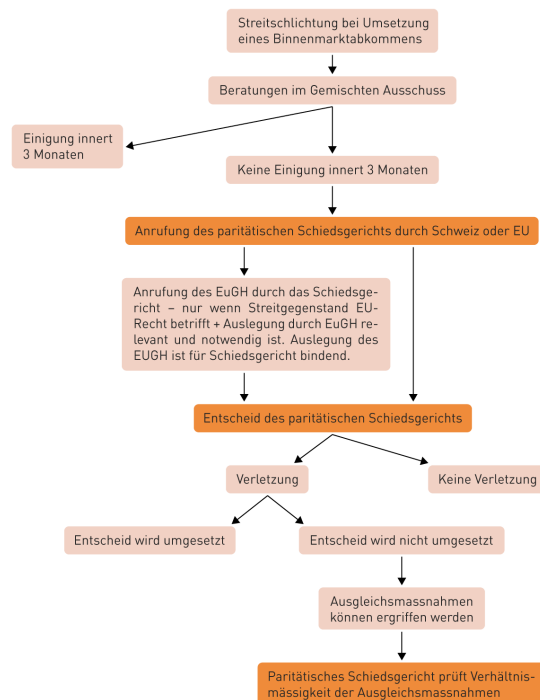 Streitschlichtung bei Umsetzung
eines Binnenmarktabkommens
Beratungen im Gemischten Ausschuss
Einigung innert
3 Monaten
Keine Einigung innert 3 Monaten
Anrufung des paritätischen Schiedsgerichts durch Schweiz oder EU
Anrufung des EuGH durch das Schiedsge-
richt – nur wenn Streitgegenstand EU-
Recht betrifft + Auslegung durch EuGH re-
levant und notwendig ist. Auslegung des
EUGH ist für Schiedsgericht bindend.
Entscheid des paritätischen Schiedsgerichts
Verletzung
Keine Verletzung
Entscheid wird umgesetzt
Entscheid wird nicht umgesetzt
Ausgleichsmassnahmen
können ergriffen werden
Paritätisches Schiedsgericht prüft Verhältnis-
mässigkeit der Ausgleichsmassnahmen